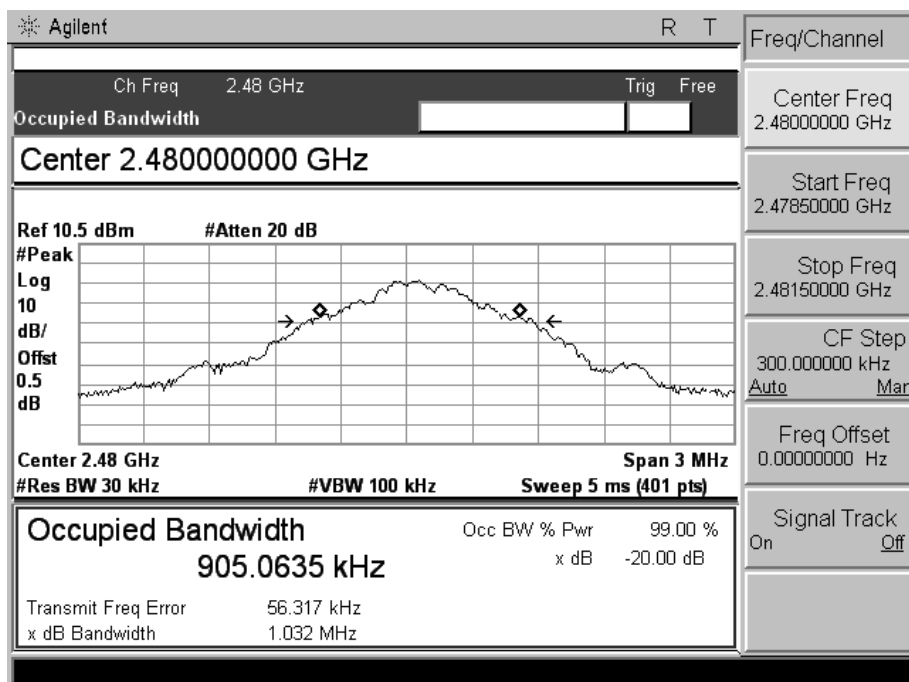 Agilent R T
Ch Freq 2.48 GHz Trig Free
Occupied Bandwidth
Center 2.480000000 GHz
Ref 10.5 dBm #Atten 20 dB
#Peak
Log
10
dB/
Offst
0.5
dB
Center 2.48 GHz Span 3 MHz
#Res BW 30 kHz #VBW 100 kHz Sweep 5 ms (401 pts)
Occupied Bandwidth Occ BW % Pwr 99.00 %
905.0635 kHz x dB -20.00 dB
Transmit Freq Error 56.317 kHz
x dB Bandwidth 1.032 MHz
Freq/Channel
Center Freq
2.48000000 GHz
Start Freq
2.47850000 GHz
Stop Freq
2.48150000 GHz
CF Step
300.000000 kHz
Auto Man
Freq Offset
0.00000000 Hz
Signal Track
On Off